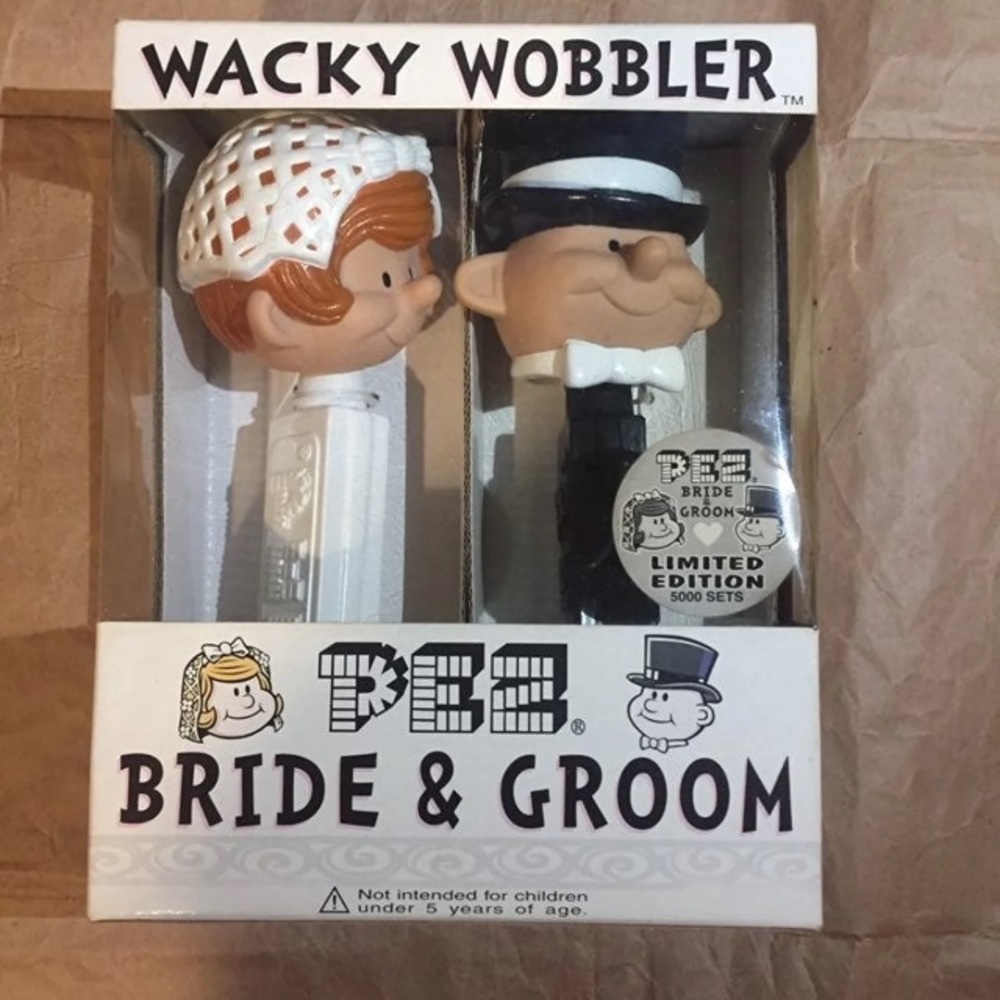 WACKY WOBBLER™
PEZ.
BRIDE
&
GROOM
LIMITED
EDITION
5000 SETS
PEZ®
BRIDE & GROOM
Not intended for children
under 5 years of age.